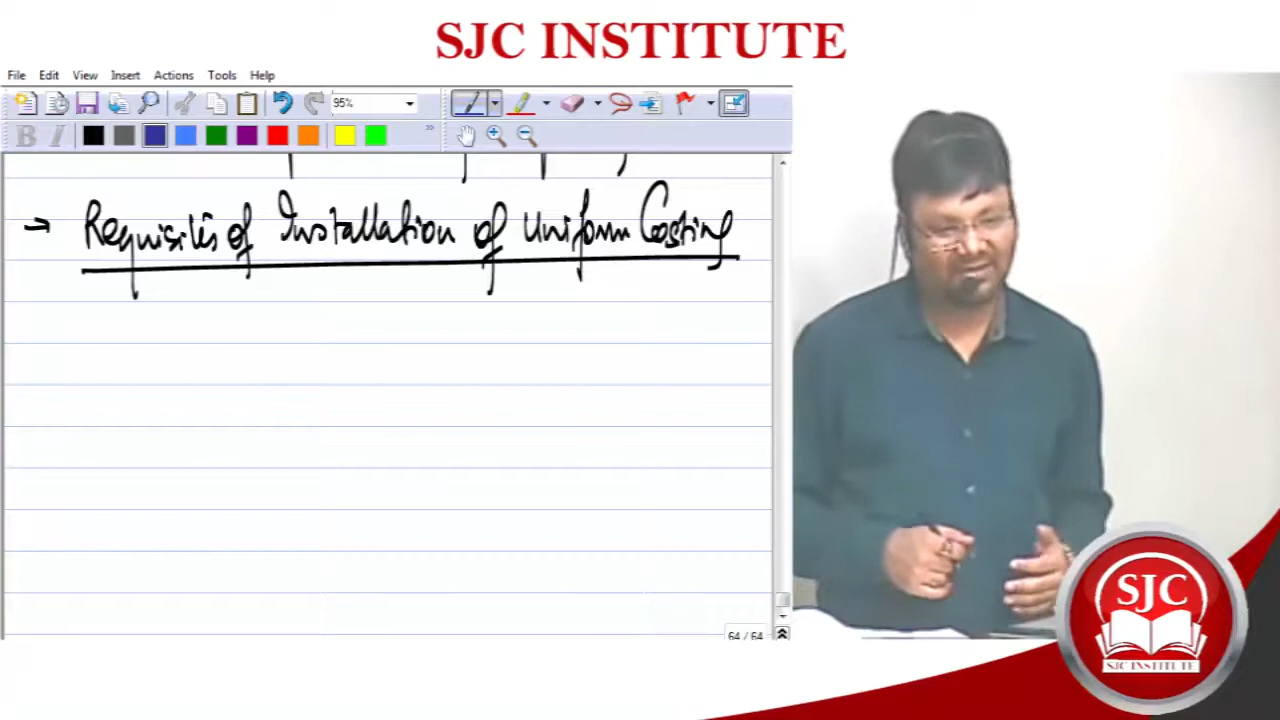 SJC INSTITUTE
File Edit View Insert Actions Tools Help
95%
B I
→ Requisites of Installation of Uniform Costing
64 / 64
SJC
SJC INSTITUTE